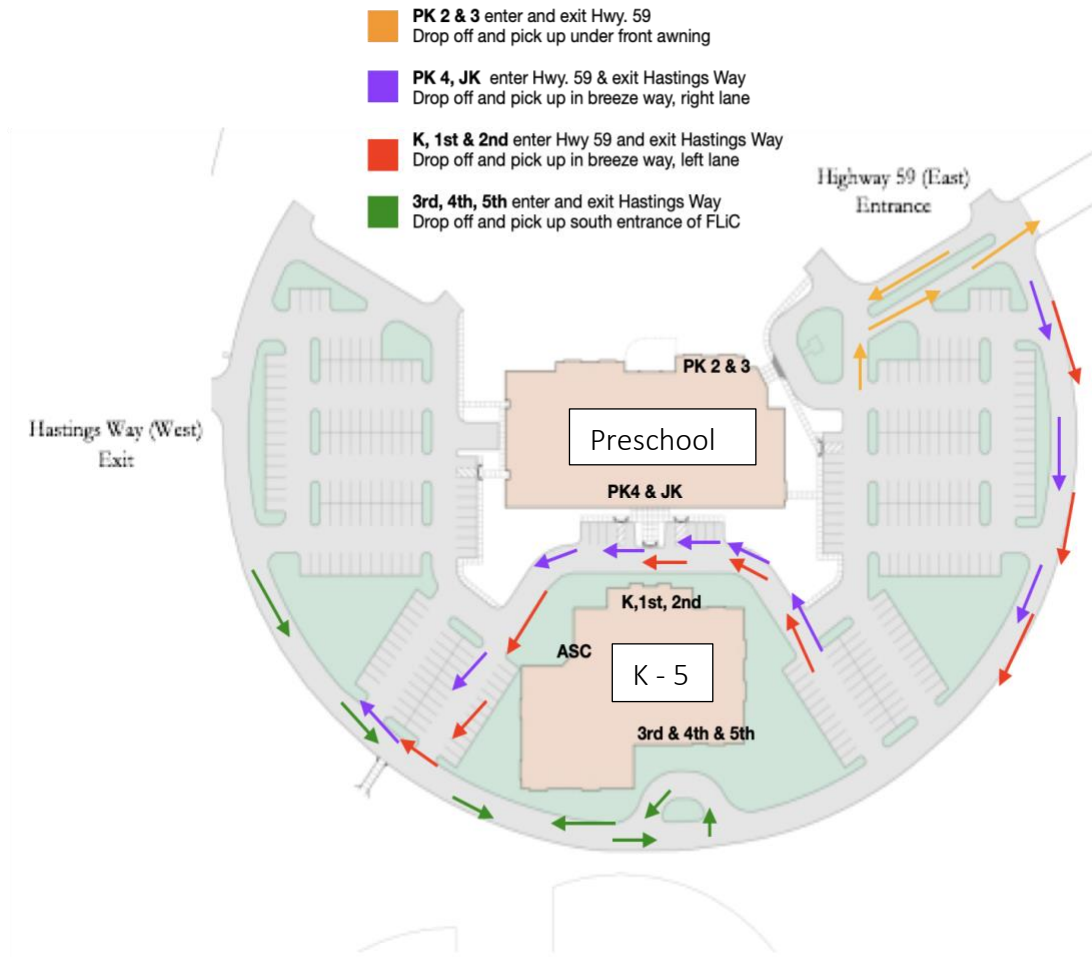 PK 2 & 3 enter and exit Hwy. 59
Drop off and pick up under front awning
PK 4, JK enter Hwy. 59 & exit Hastings Way
Drop off and pick up in breeze way, right lane
K, 1st & 2nd enter Hwy 59 and exit Hastings Way
Drop off and pick up in breeze way, left lane
3rd, 4th, 5th enter and exit Hastings Way
Drop off and pick up south entrance of FLiC
Highway 59 (East)
Entrance
PK 2 & 3
Preschool
Hastings Way (West)
Exit
PK4 & JK
K,1st, 2nd
ASC
K - 5
3rd & 4th & 5th